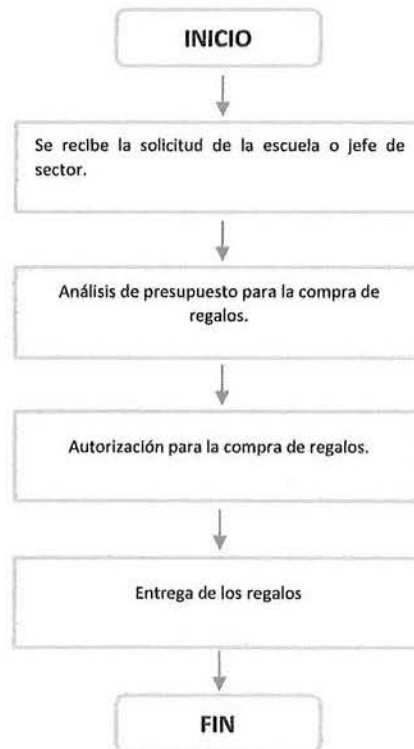 INICIO
Se recibe la solicitud de la escuela o jefe de
sector.
Análisis de presupuesto para la compra de
regalos.
Autorización para la compra de regalos.
Entrega de los regalos
FIN